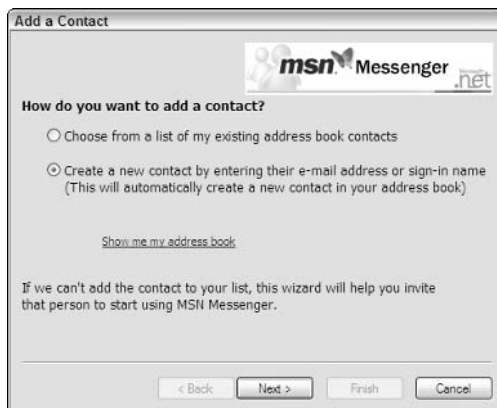 Add a Contact
msn Messenger
.net
How do you want to add a contact?
Choose from a list of my existing address book contacts
Create a new contact by entering their e-mail address or sign-in name
(This will automatically create a new contact in your address book)
Show me my address book
If we can't add the contact to your list, this wizard will help you invite
that person to start using MSN Messenger.
< Back
Next >
Finish
Cancel